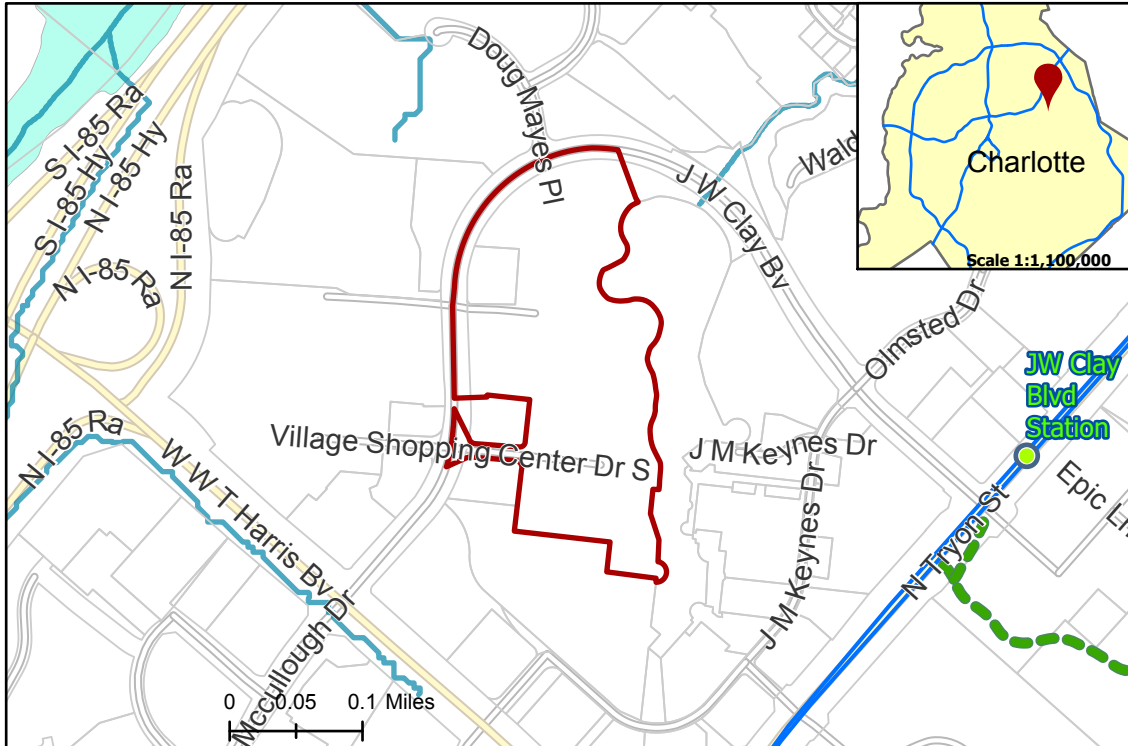 Doug Mayes Pl
S I-85 Ra
S I-85 Hy
N I-85 Hy
N I-85 Ra
N I-85 Ra
J W Clay Bv
Wald
Charlotte
Scale 1:1,100,000
Olmsted Dr
JW Clay
Blvd
Station
N I-85 Ra
W W T Harris Bv
Village Shopping Center Dr S
J M Keynes Dr
J M Keynes Dr
Epic Ln
N Tryon St
Mccullough Dr
0 0.05 0.1 Miles